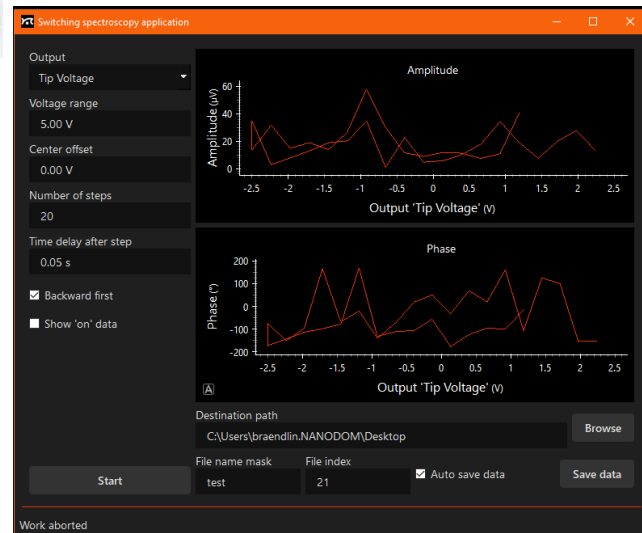 Switching spectroscopy application
Output
Tip Voltage
Voltage range
5.00 V
Center offset
0.00 V
Number of steps
20
Time delay after step
0.05 s
Backward first
Show 'on' data
Start
Amplitude
Amplitude (µV)
60
40
20
0
-2.5 -2 -1.5 -1 -0.5 0 0.5 1 1.5 2 2.5
Output 'Tip Voltage' (V)
Phase
Phase (°)
200
100
0
-100
-200
-2.5 -2 -1.5 -1 -0.5 0 0.5 1 1.5 2 2.5
A
Output 'Tip Voltage' (V)
Destination path
C:\Users\braendlin.NANODOM\Desktop
Browse
File name mask File index
test 21
Auto save data
Save data
Work aborted